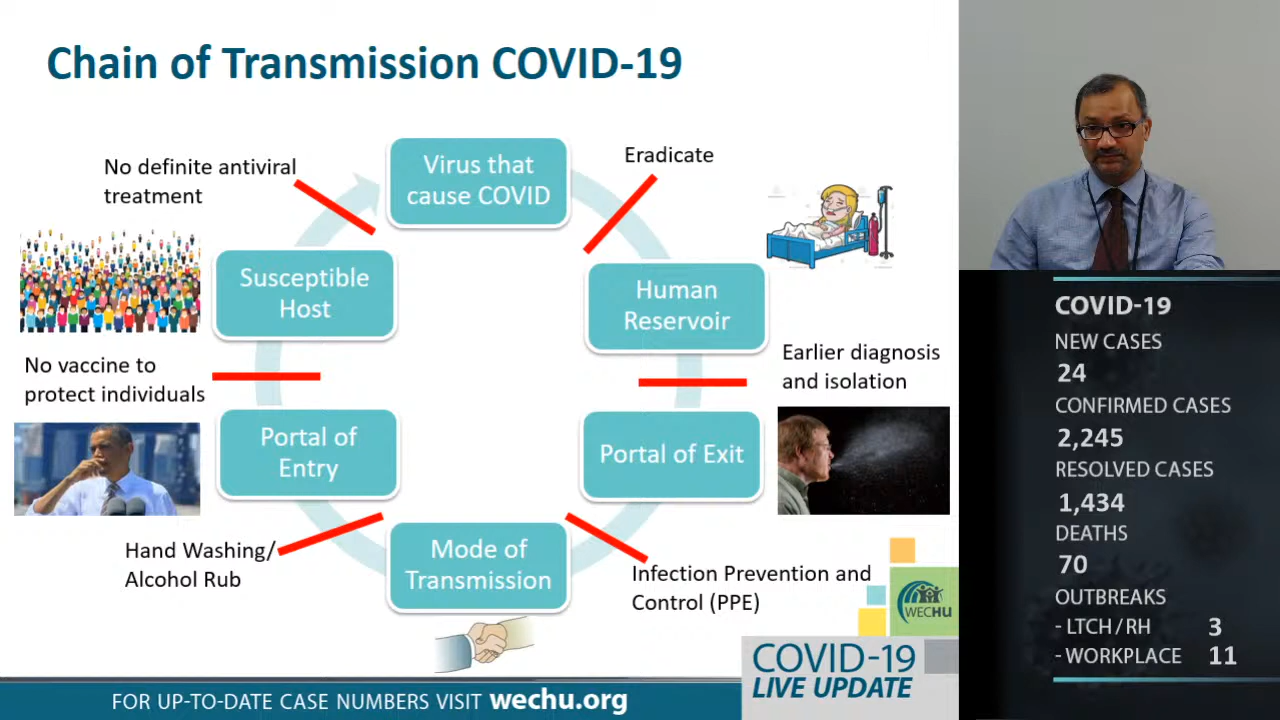 Chain of Transmission COVID-19
Virus that
cause COVID
Eradicate
Human
Reservoir
Earlier diagnosis
and isolation
Portal of Exit
Infection Prevention and
Control (PPE)
Mode of
Transmission
Hand Washing/
Alcohol Rub
Portal of
Entry
No vaccine to
protect individuals
Susceptible
Host
No definite antiviral
treatment
WECHU
COVID-19
LIVE UPDATE
FOR UP-TO-DATE CASE NUMBERS VISIT wechu.org
COVID-19
NEW CASES
24
CONFIRMED CASES
2,245
RESOLVED CASES
1,434
DEATHS
70
OUTBREAKS
- LTCH / RH 3
- WORKPLACE 11